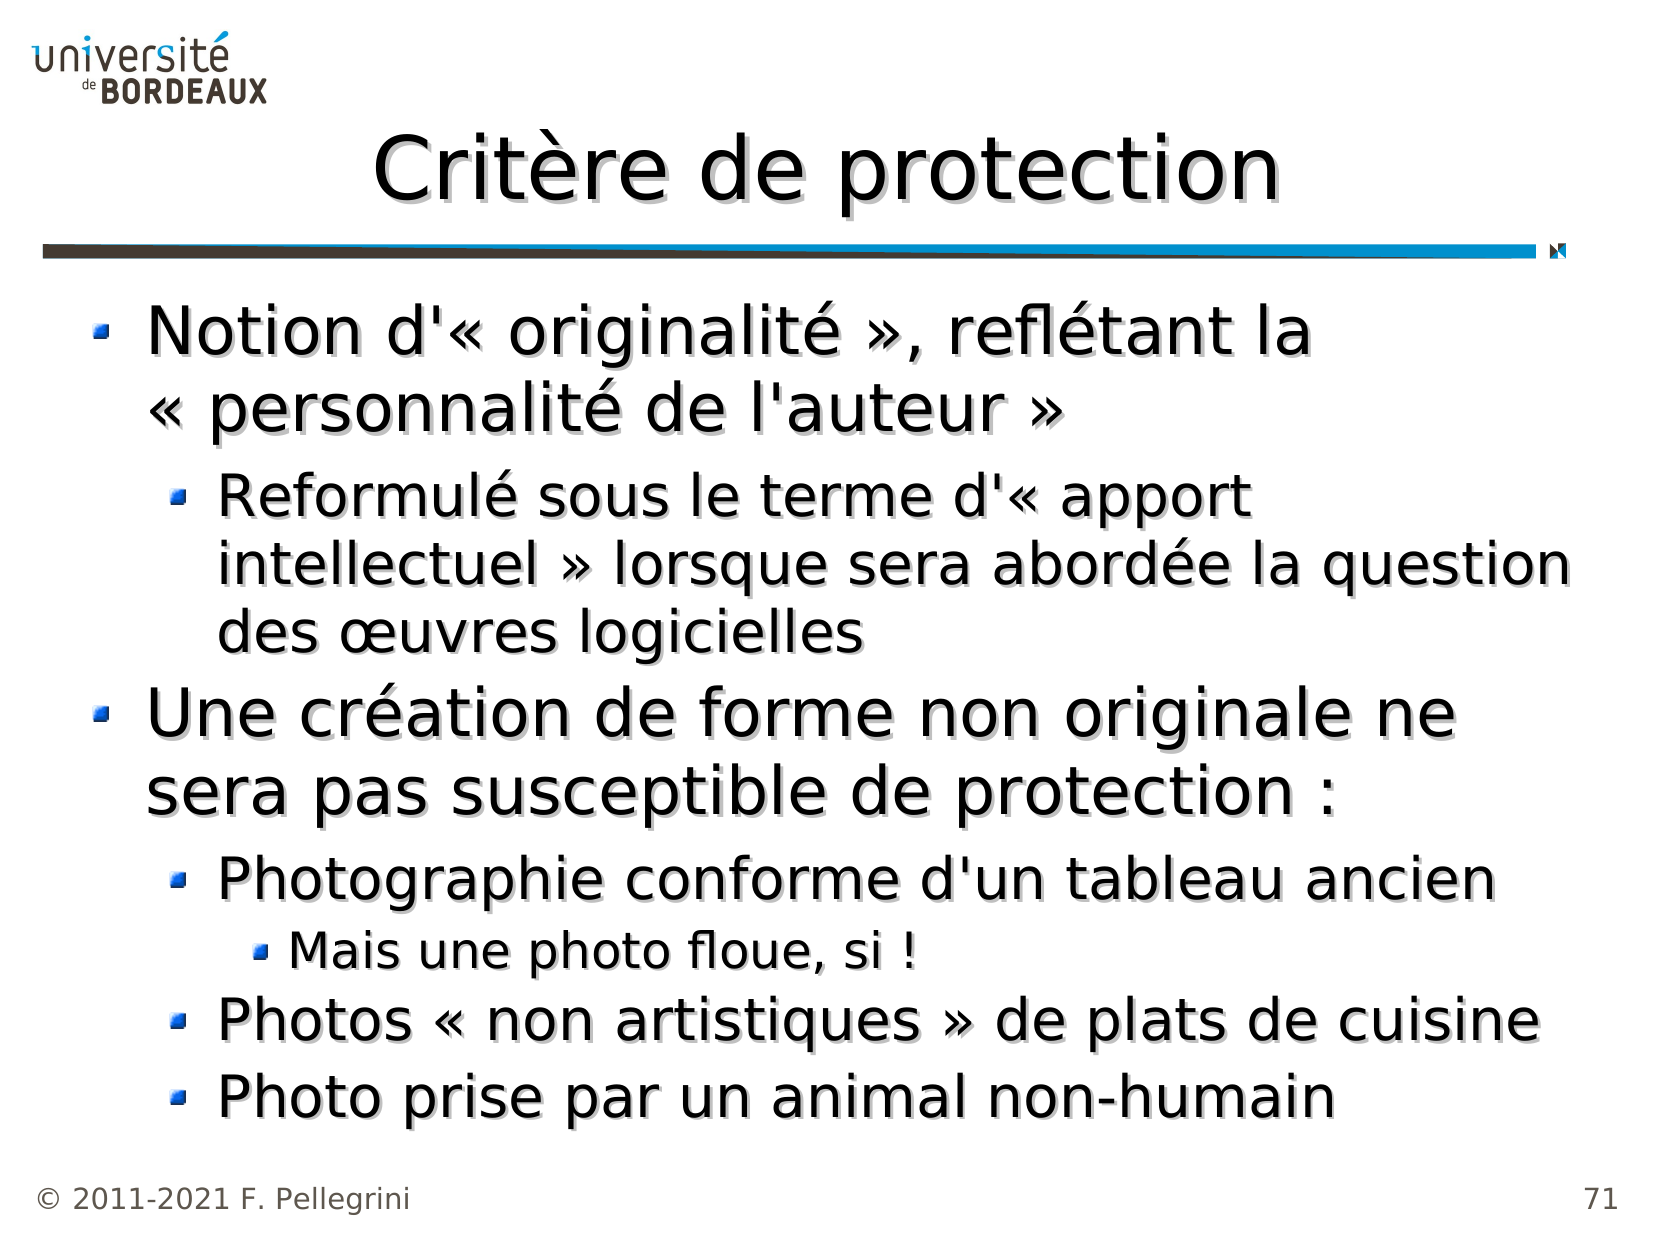 université
de BORDEAUX
Critère de protection
Notion d'« originalité », reflétant la
« personnalité de l'auteur »
Reformulé sous le terme d'« apport
intellectuel » lorsque sera abordée la question
des œuvres logicielles
Une création de forme non originale ne
sera pas susceptible de protection :
Photographie conforme d'un tableau ancien
Mais une photo floue, si !
Photos « non artistiques » de plats de cuisine
Photo prise par un animal non-humain
© 2011-2021 F. Pellegrini
71